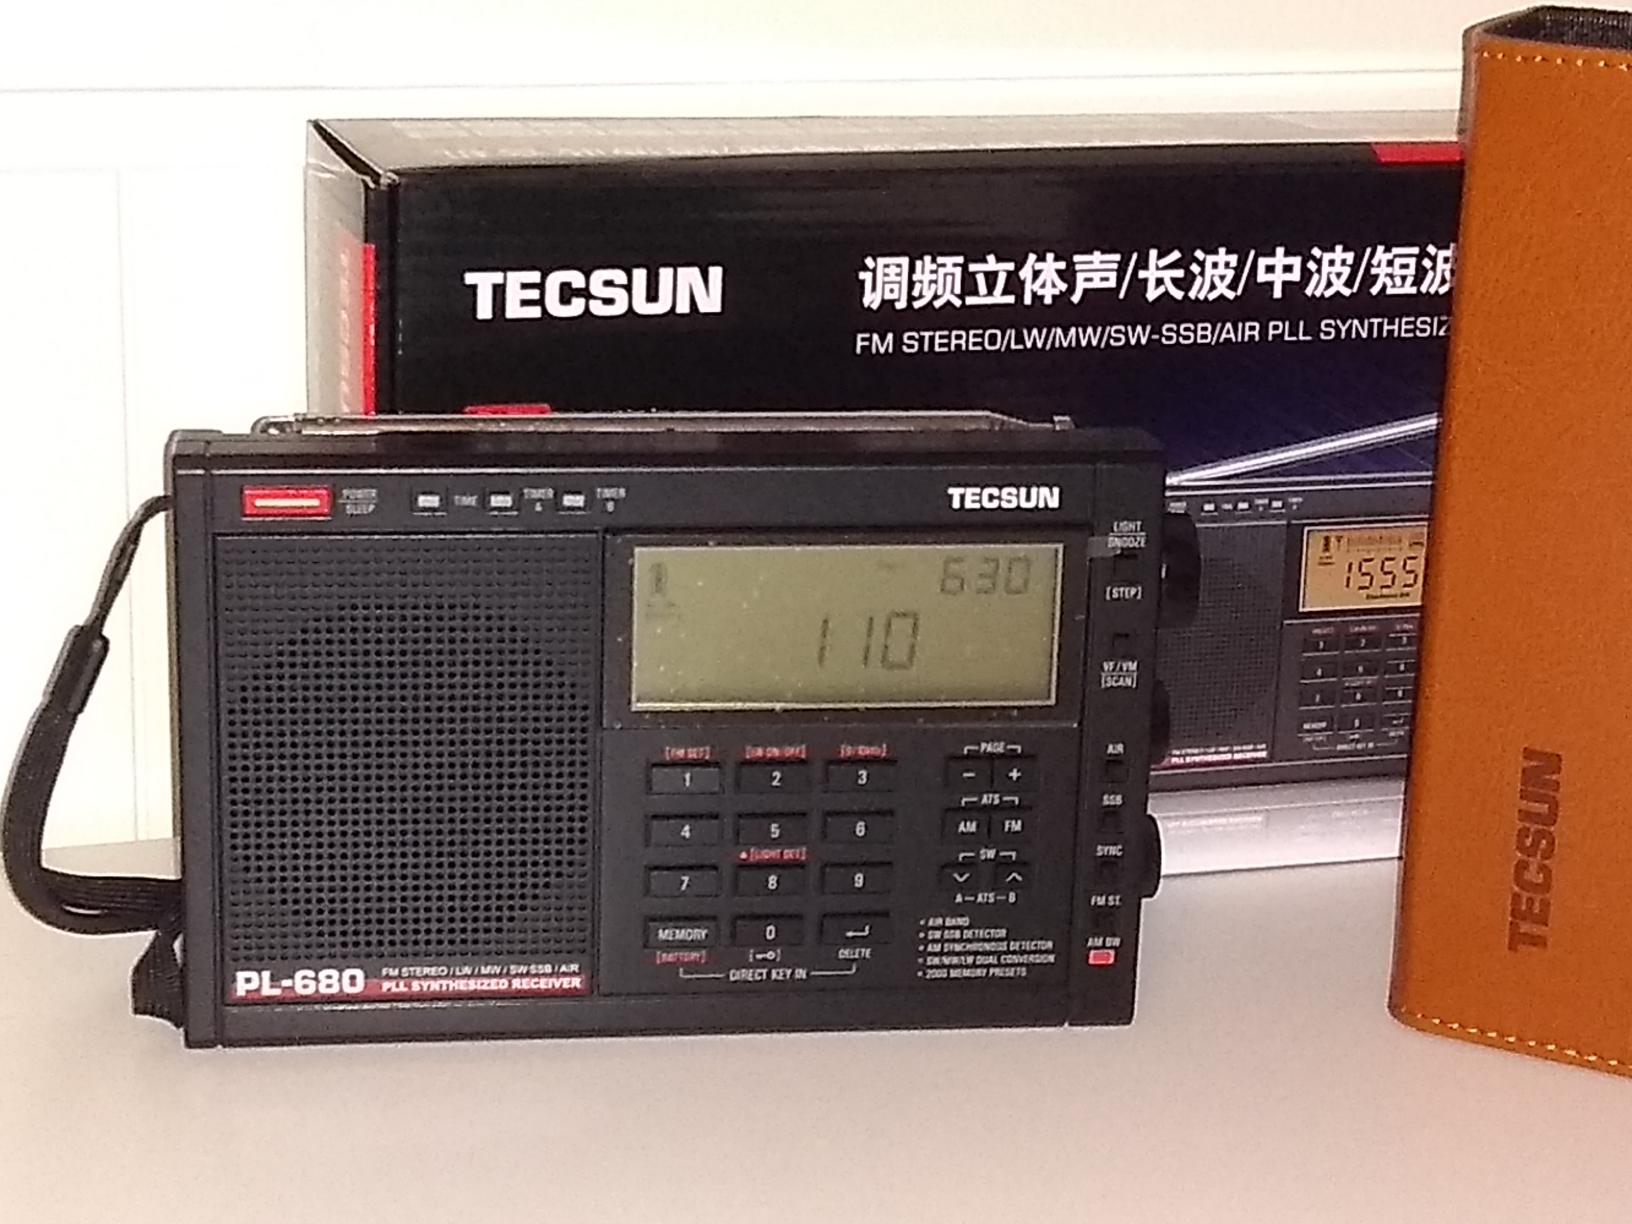 TECSUN
调频立体声/长波/中波/短波
FM STEREO/LW/MW/SW-SSB/AIR PLL SYNTHESIZ
POWER
SLEEP
TIME
TIMER
A
TIMER
B
TECSUN
LIGHT
SNOOZE
[STEP]
VF/VM
[SCAN]
630
110
1555
[FM SET]
1
2
3
4
5
6
[LIGHT SET]
7
8
9
MEMORY
0
[BATTERY]
DELETE
DIRECT KEY IN
PAGE
- +
ATS
AM FM
SW
A-ATS-B
• AIR BAND
• SW SSB DETECTOR
• AM SYNCHRONOUS DETECTOR
• SW/MW/LW DUAL CONVERSION
• 2000 MEMORY PRESETS
AIR
SSB
SYNC
FM ST.
AM BW
PL-680
FM STEREO / LW / MW / SW-SSB / AIR
PLL SYNTHESIZED RECEIVER
TECSUN